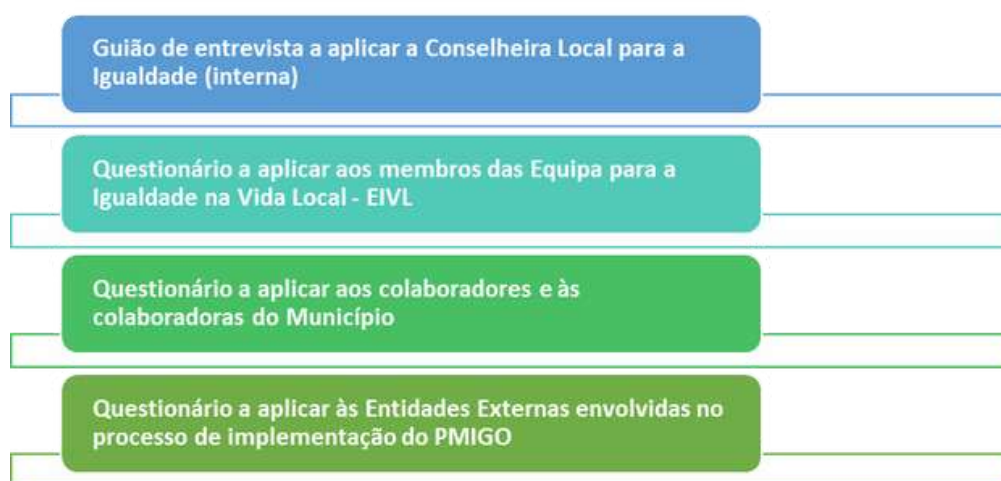 Guião de entrevista a aplicar a Conselheira Local para a
Igualdade (interna)
Questionário a aplicar aos membros das Equipa para a
Igualdade na Vida Local - EIVL
Questionário a aplicar aos colaboradores e às
colaboradoras do Município
Questionário a aplicar às Entidades Externas envolvidas no
processo de implementação do PMIGO